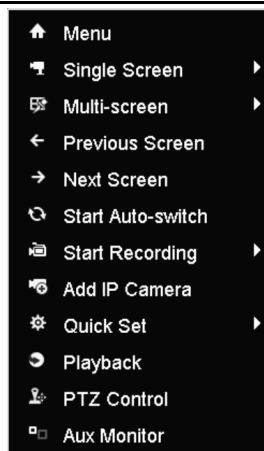 Menu
Single Screen
Multi-screen
Previous Screen
Next Screen
Start Auto-switch
Start Recording
Add IP Camera
Quick Set
Playback
PTZ Control
Aux Monitor